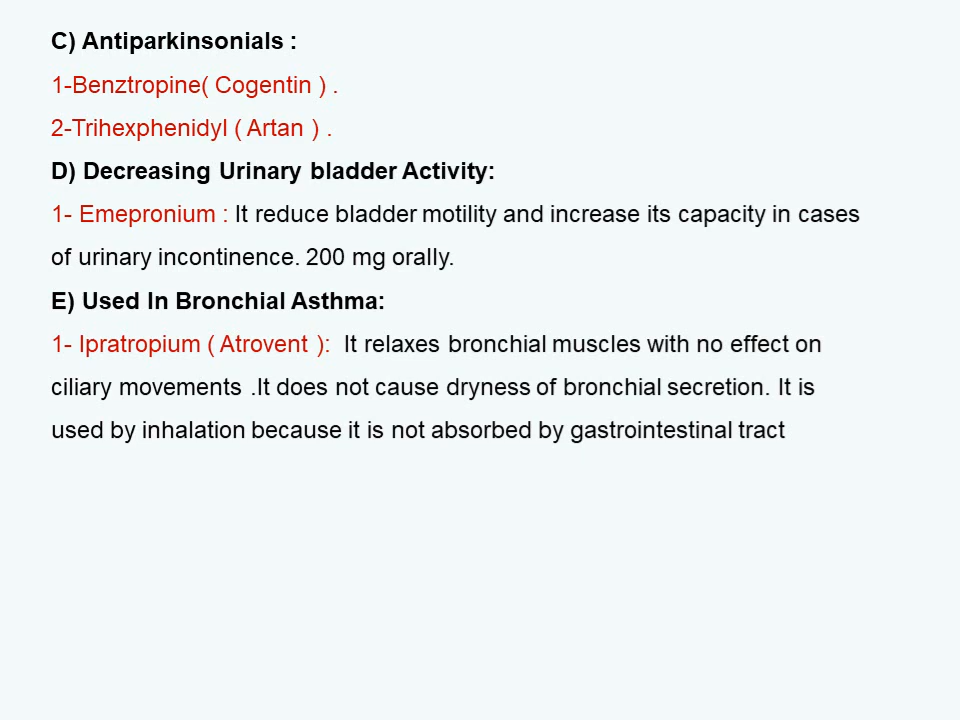 C) Antiparkinsonials :
1-Benztropine( Cogentin ) .
2-Trihexphenidyl ( Artan ) .
D) Decreasing Urinary bladder Activity:
1- Emepronium : It reduce bladder motility and increase its capacity in cases
of urinary incontinence. 200 mg orally.
E) Used In Bronchial Asthma:
1- Ipratropium ( Atrovent ): It relaxes bronchial muscles with no effect on
ciliary movements .It does not cause dryness of bronchial secretion. It is
used by inhalation because it is not absorbed by gastrointestinal tract